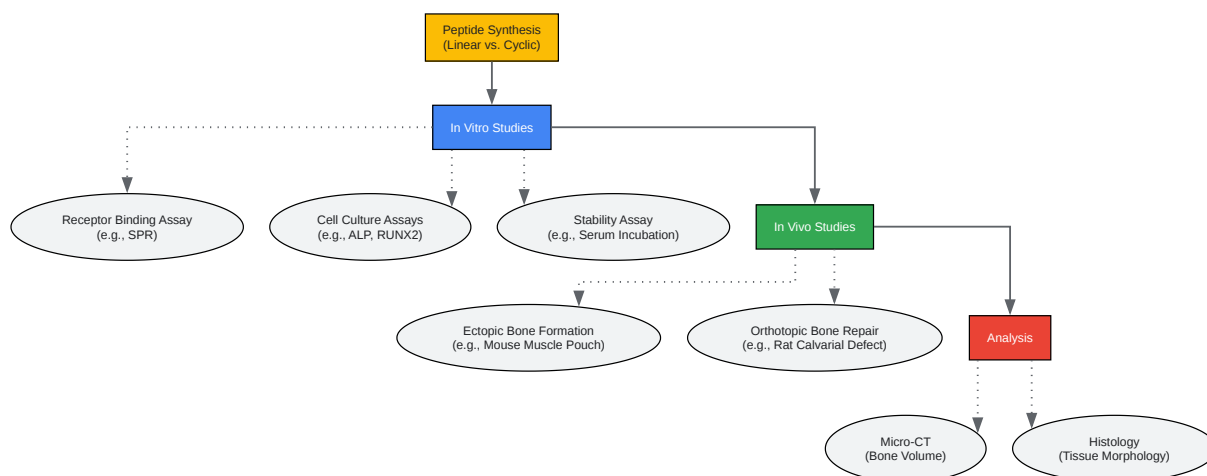 Peptide Synthesis
(Linear vs. Cyclic)
In Vitro Studies
Receptor Binding Assay
(e.g., SPR)
Cell Culture Assays
(e.g., ALP, RUNX2)
Stability Assay
(e.g., Serum Incubation)
In Vivo Studies
Ectopic Bone Formation
(e.g., Mouse Muscle Pouch)
Orthotopic Bone Repair
(e.g., Rat Calvarial Defect)
Analysis
Micro-CT
(Bone Volume)
Histology
(Tissue Morphology)